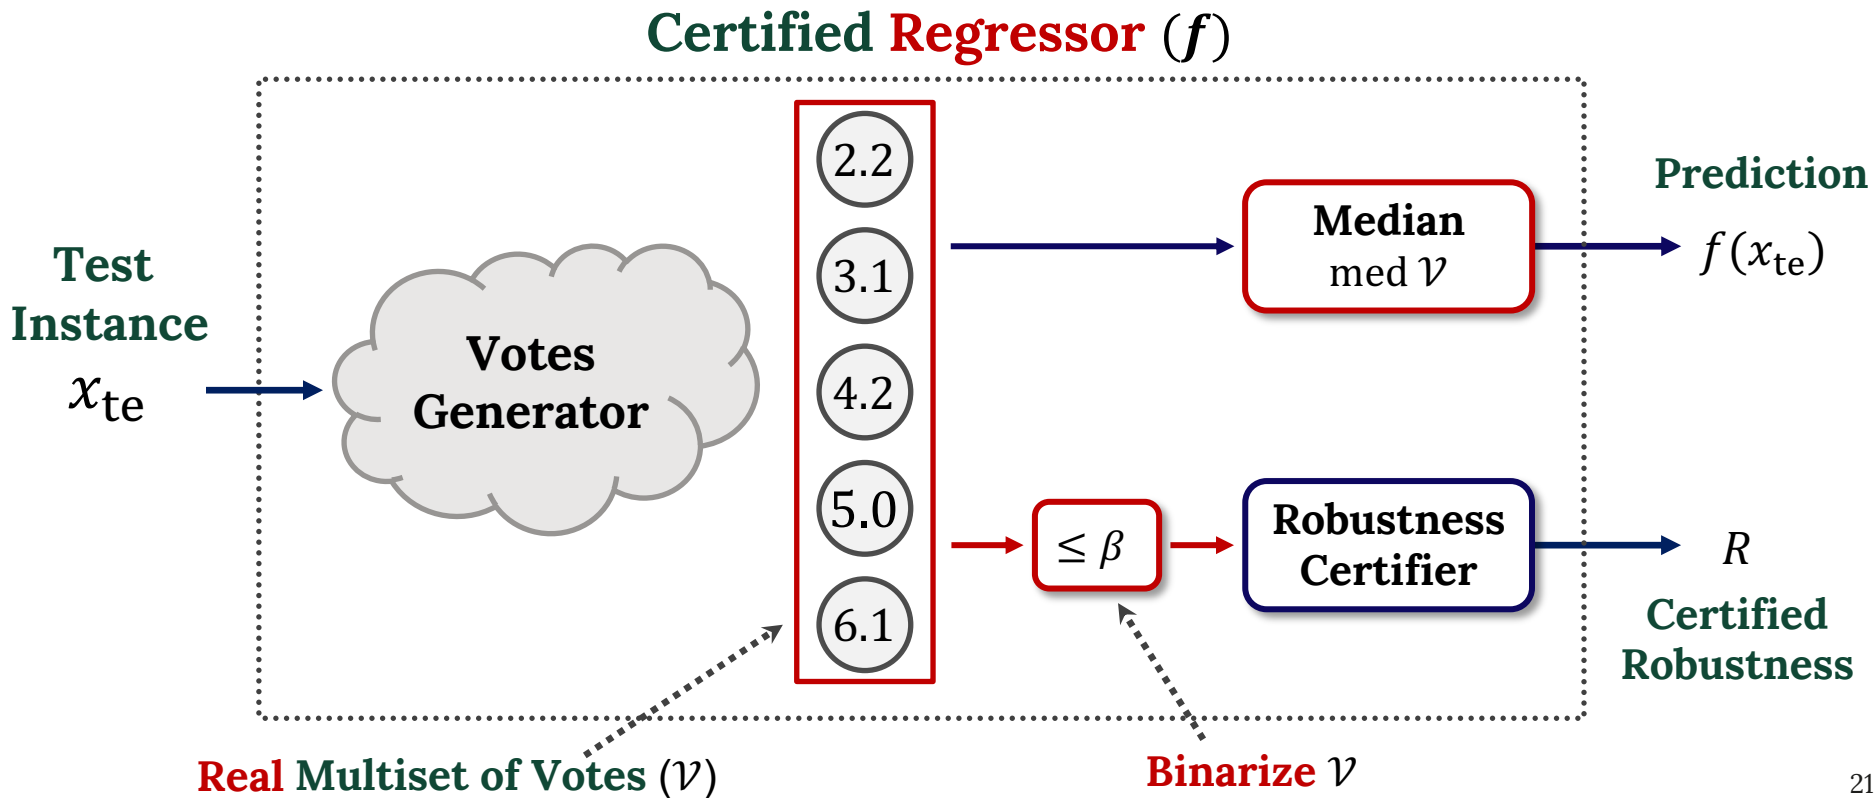 Certified Regressor (f)
Test
Instance
x_te
Votes
Generator
2.2
3.1
4.2
5.0
6.1
Median
med 𝒱
Prediction
f(x_te)
≤ β
Robustness
Certifier
R
Certified
Robustness
Real Multiset of Votes (𝒱)
Binarize 𝒱
21